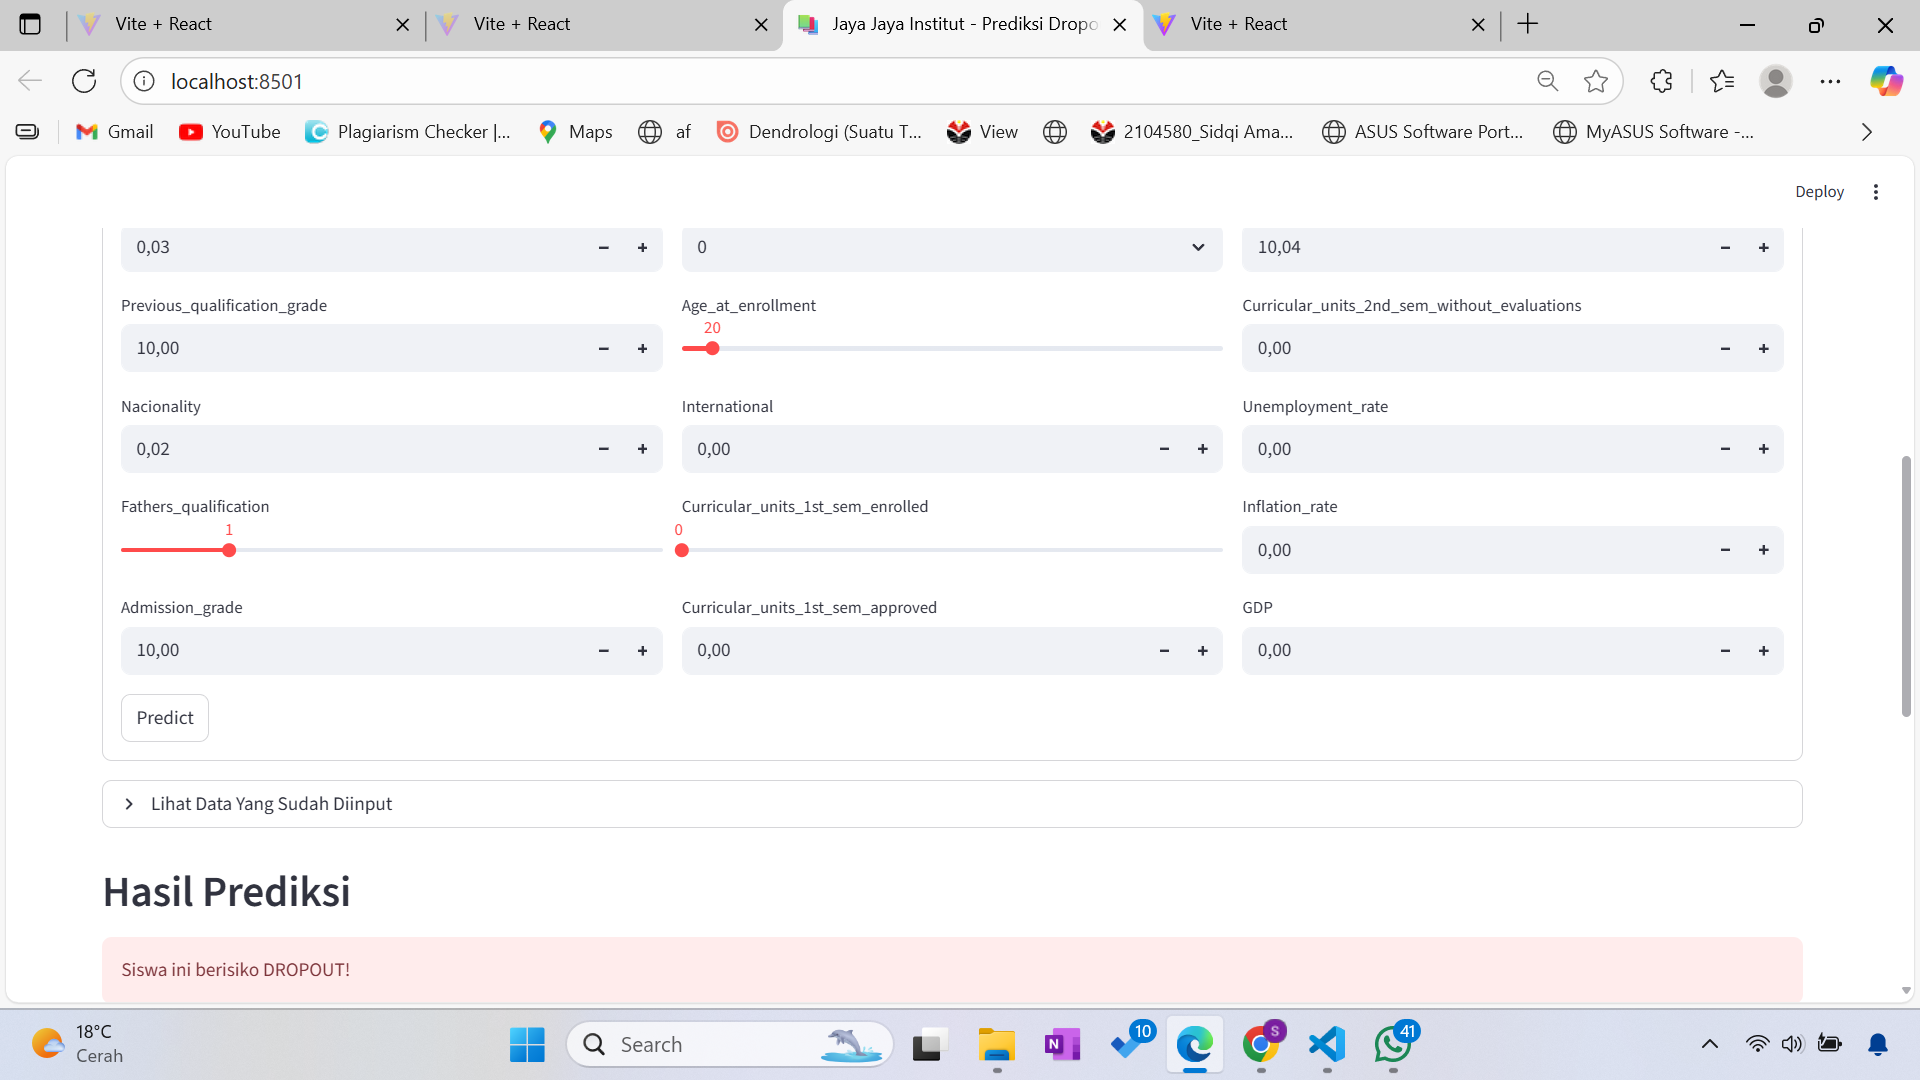 Vite + React
Vite + React
Jaya Jaya Institut - Prediksi Dropo
Vite + React
localhost:8501
Gmail
YouTube
Plagiarism Checker |...
Maps
af
Dendrologi (Suatu T...
View
2104580_Sidqi Ama...
ASUS Software Port...
MyASUS Software -...
Deploy
0,03
0
10,04
Previous_qualification_grade
Age_at_enrollment
Curricular_units_2nd_sem_without_evaluations
10,00
20
0,00
Nacionality
International
Unemployment_rate
0,02
0,00
0,00
Fathers_qualification
Curricular_units_1st_sem_enrolled
Inflation_rate
1
0
0,00
Admission_grade
Curricular_units_1st_sem_approved
GDP
10,00
0,00
0,00
Predict
Lihat Data Yang Sudah Diinput
Hasil Prediksi
Siswa ini berisiko DROPOUT!
18°C
Cerah
Search
N
10
S
41